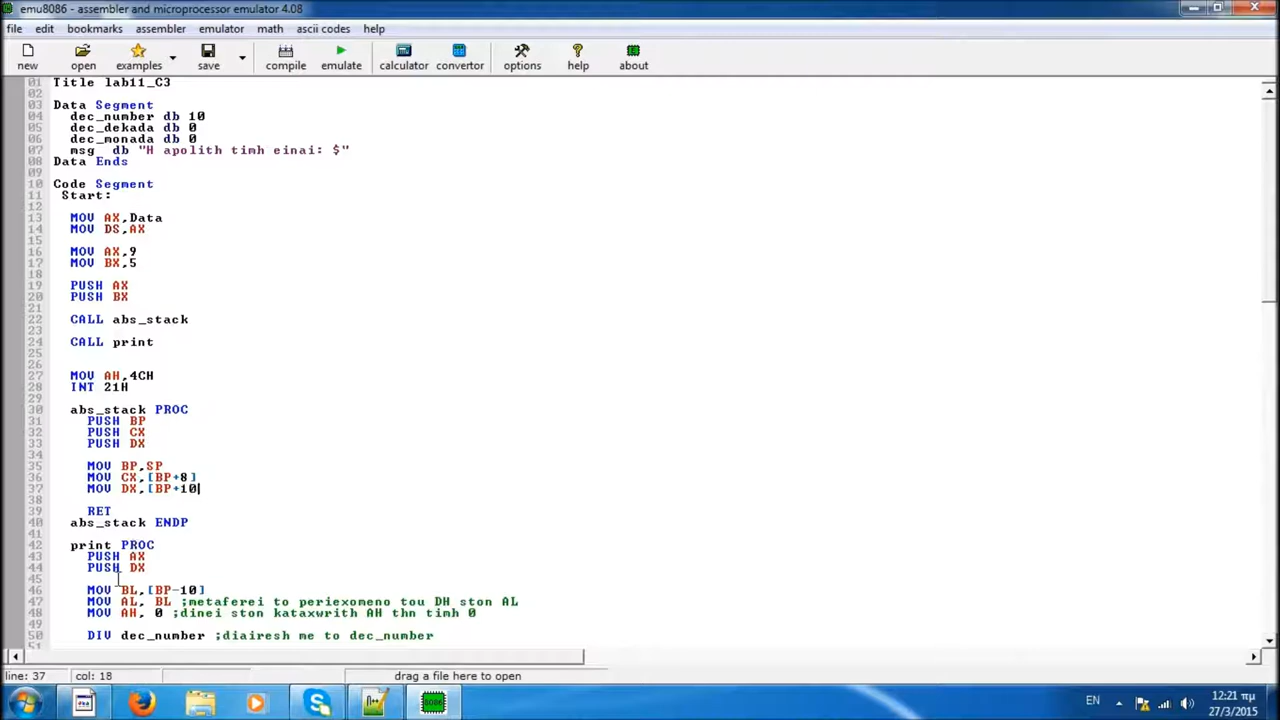 emu8086 - assembler and microprocessor emulator 4.08
file edit bookmarks assembler emulator math ascii codes help
new open examples save compile emulate calculator convertor options help about
01 Title lab11_C3
02
03 Data Segment
04 dec_number db 10
05 dec_dekada db 0
06 dec_monada db 0
07 msg db "H apolith timh einai: $"
08 Data Ends
09
10 Code Segment
11 Start:
12
13 MOV AX,Data
14 MOV DS,AX
15
16 MOV AX,9
17 MOV BX,5
18
19 PUSH AX
20 PUSH BX
21
22 CALL abs_stack
23
24 CALL print
25
26
27 MOV AH,4CH
28 INT 21H
29
30 abs_stack PROC
31 PUSH BP
32 PUSH CX
33 PUSH DX
34
35 MOV BP,SP
36 MOV CX,[BP+8]
37 MOV DX,[BP+10
38
39 RET
40 abs_stack ENDP
41
42 print PROC
43 PUSH AX
44 PUSH DX
45
46 MOV BL,[BP-10]
47 MOV AL, BL ;metaferei to periexomeno tou DH ston AL
48 MOV AH, 0 ;dinei ston kataxwrith AH thn timh 0
49
50 DIV dec_number ;diairesh me to dec_number
51
line: 37 col: 18 drag a file here to open
EN 12:21 πμ
27/3/2015